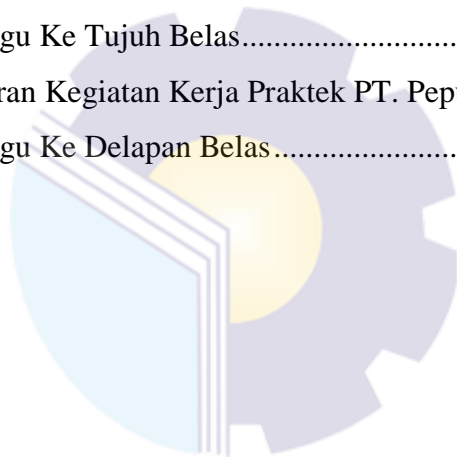 gu Ke Tujuh Belas..........................
ran Kegiatan Kerja Praktek PT. Pep
gu Ke Delapan Belas.......................